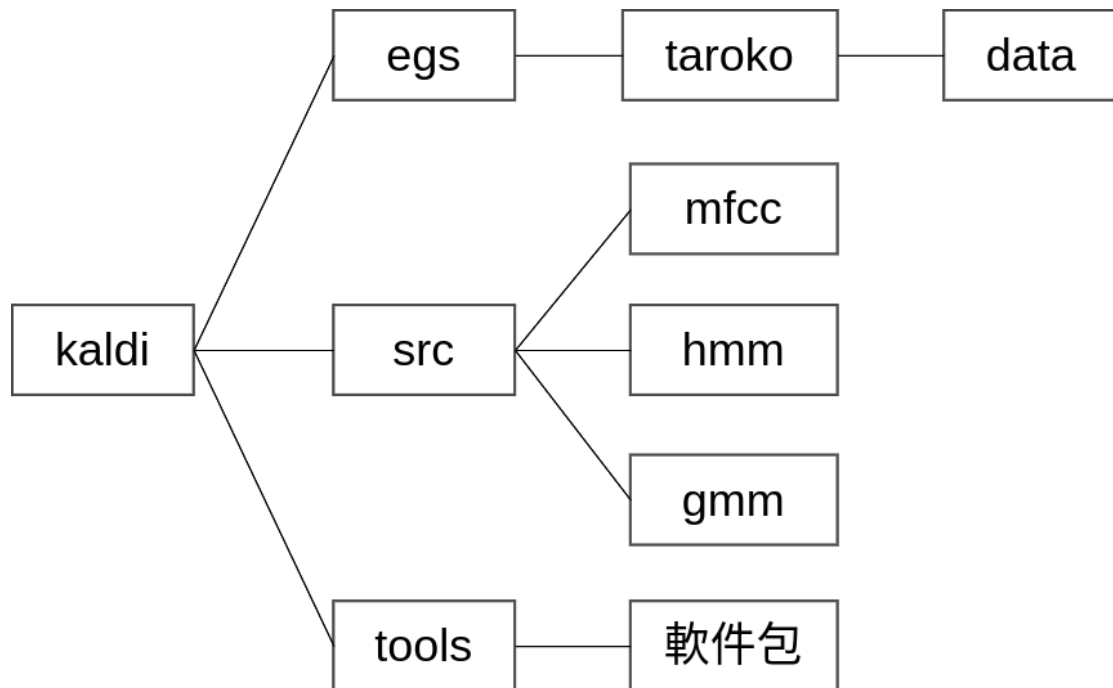 egs
taroko
data
mfcc
kaldi
src
hmm
gmm
tools
軟件包